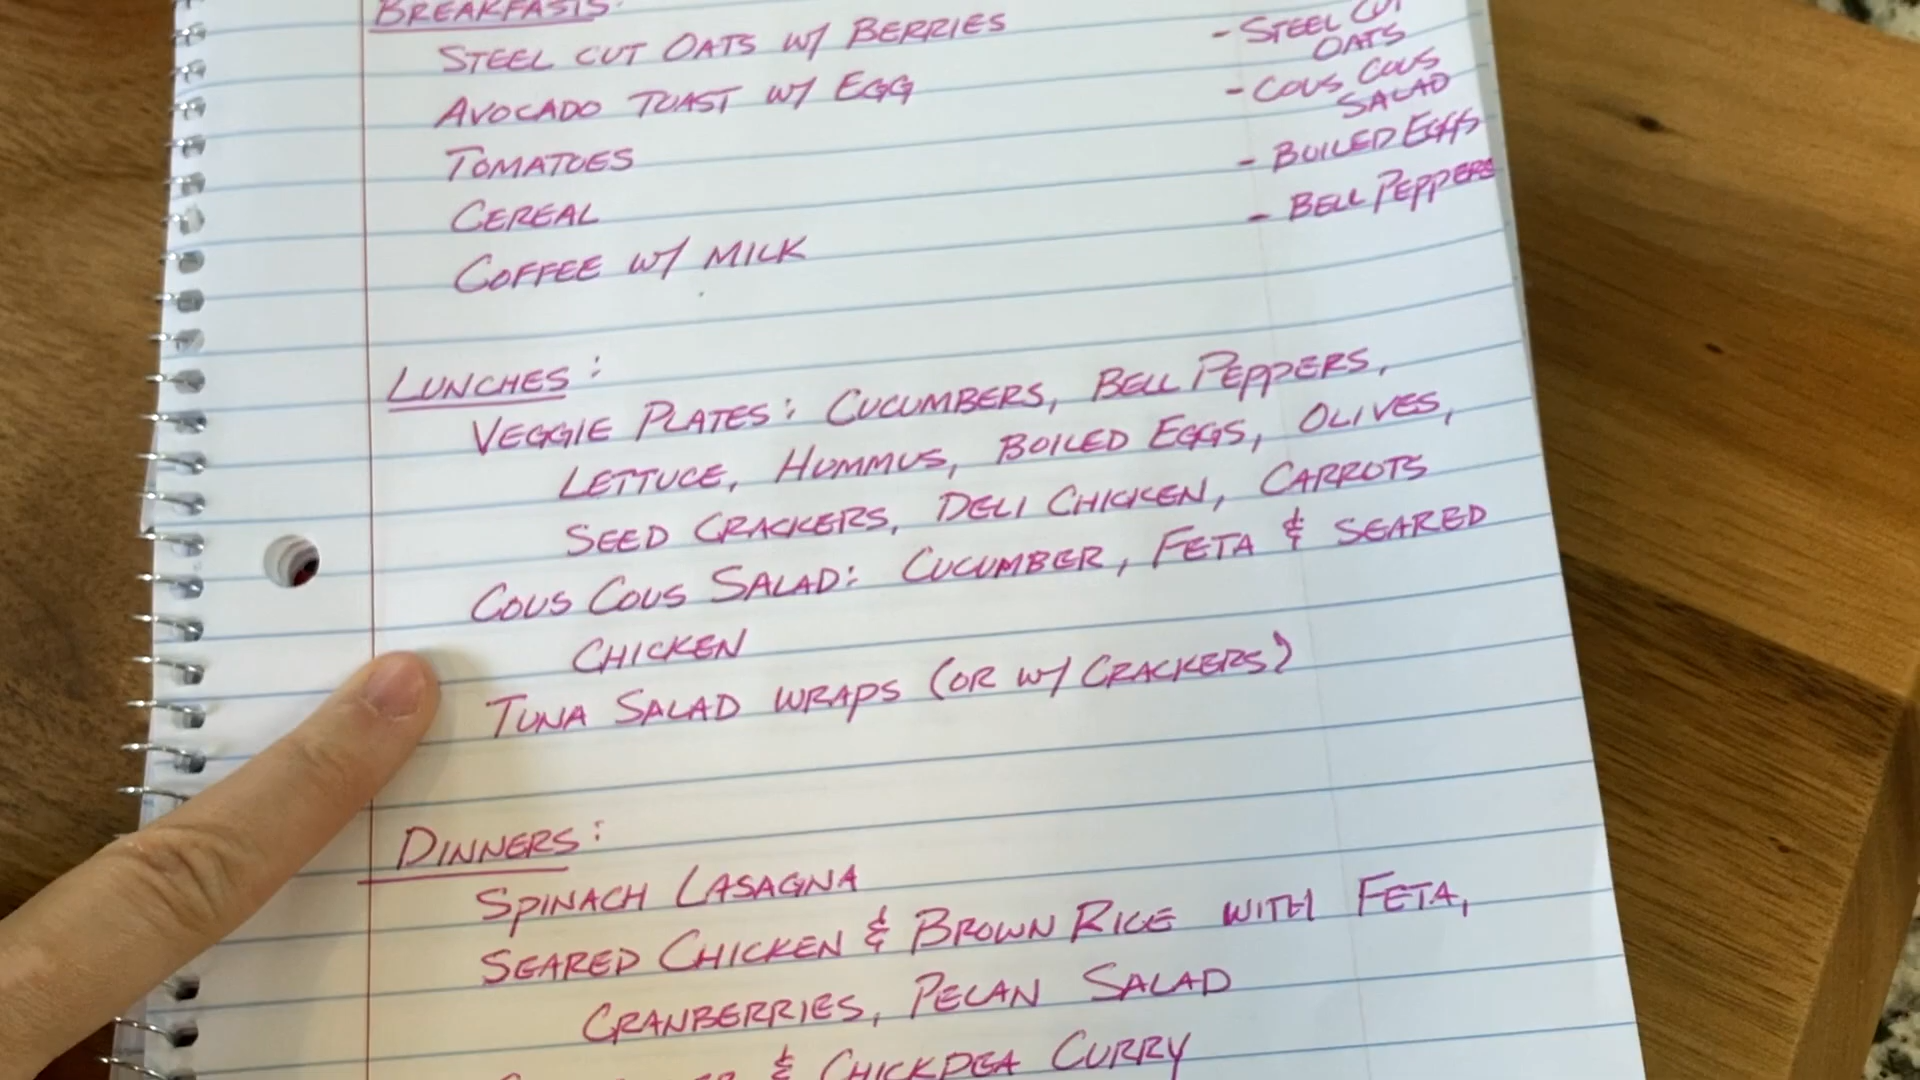 BREAKFASTS:
STEEL CUT OATS W/ BERRIES
AVOCADO TOAST W/ EGG
TOMATOES
CEREAL
COFFEE W/ MILK
- STEEL CUT
OATS
- COUS COUS
SALAD
- BOILED EGGS
- BELL PEPPERS
LUNCHES:
VEGGIE PLATES: CUCUMBERS, BELL PEPPERS,
LETTUCE, HUMMUS, BOILED EGGS, OLIVES,
SEED CRACKERS, DELI CHICKEN, CARROTS
COUS COUS SALAD: CUCUMBER, FETA & SEARED
CHICKEN
TUNA SALAD WRAPS (OR W/ CRACKERS)
DINNERS:
SPINACH LASAGNA
SEARED CHICKEN & BROWN RICE WITH FETA,
CRANBERRIES, PECAN SALAD
& CHICKPEA CURRY